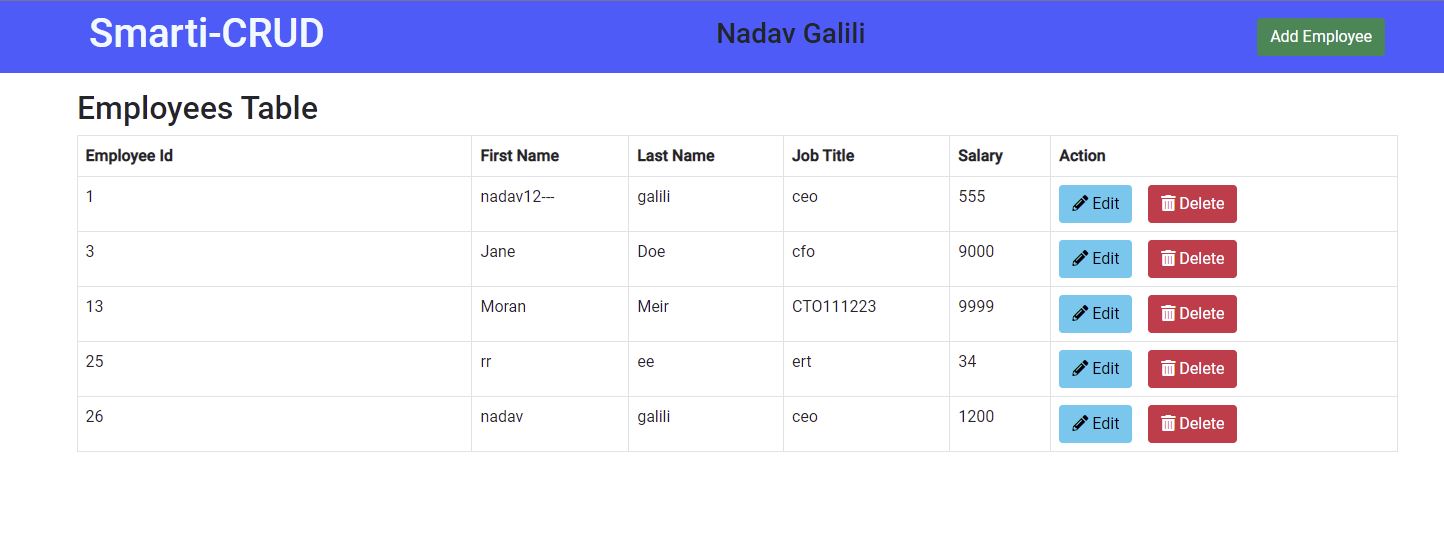 Smarti-CRUD Nadav Galili Add Employee
Employees Table
Employee Id First Name Last Name Job Title Salary Action
1 nadav12--- galili ceo 555 Edit Delete
3 Jane Doe cfo 9000 Edit Delete
13 Moran Meir CTO111223 9999 Edit Delete
25 rr ee ert 34 Edit Delete
26 nadav galili ceo 1200 Edit Delete